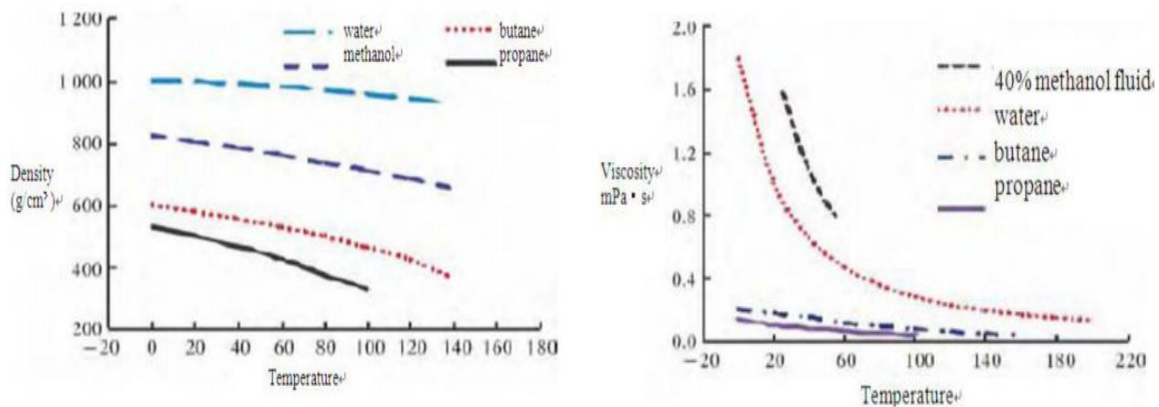 1 200
1 000
800
600
400
200
Density
(g/cm³)
water
methanol
butane
propane
−20 0 20 40 60 80 100 120 140 160 180
Temperature
2.0
1.6
1.2
0.8
0.4
0.0
Viscosity
mPa·s
40% methanol fluid
water
butane
propane
−20 20 60 100 140 180 220
Temperature